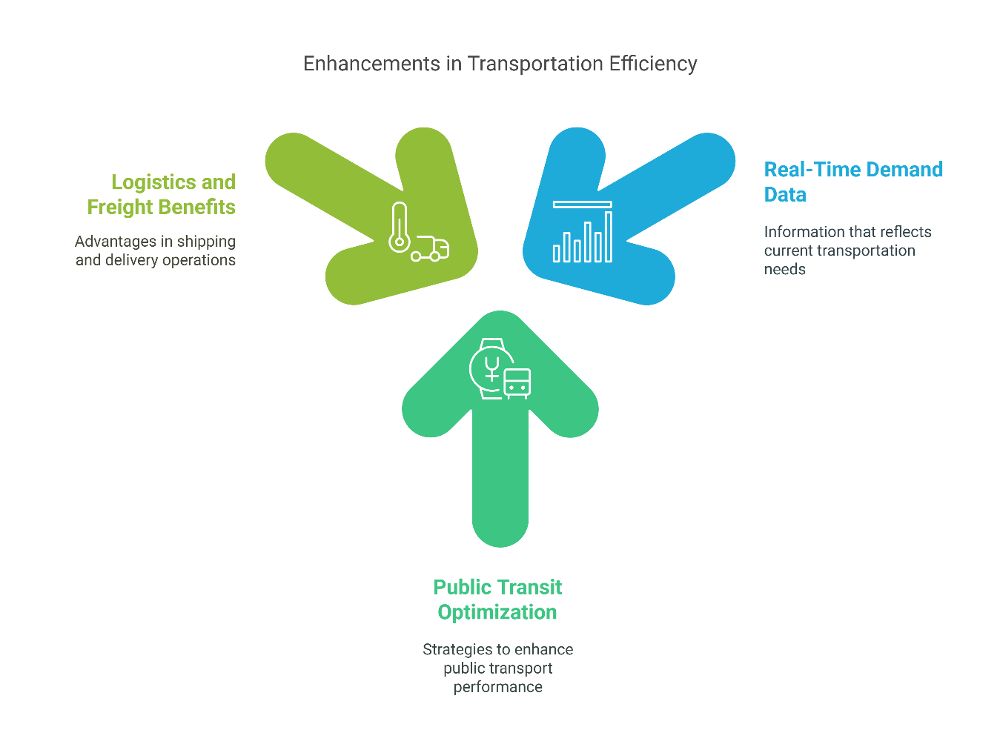 Enhancements in Transportation Efficiency
Logistics and
Freight Benefits
Advantages in shipping
and delivery operations
Real-Time Demand
Data
Information that reflects
current transportation
needs
Public Transit
Optimization
Strategies to enhance
public transport
performance